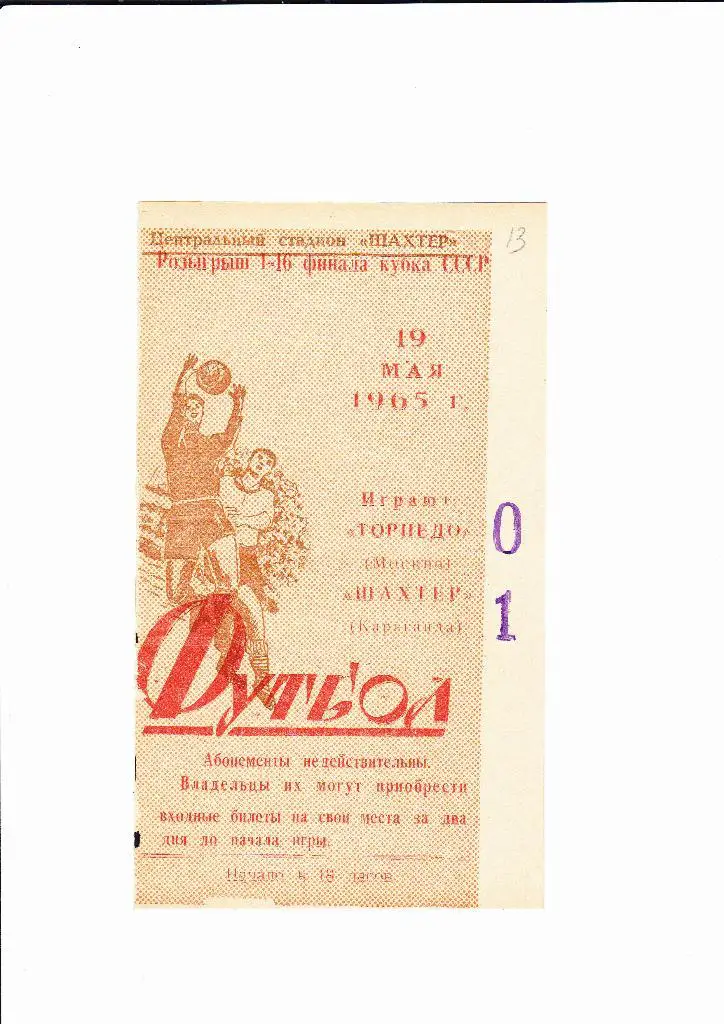 Центральный стадион «ШАХТЕР»
13
Розыгрыш 1-16 финала кубка СССР
19
МАЯ
1965 г.
Играют:
«ТОРПЕДО»
(Москва)
«ШАХТЕР»
(Караганда)
0
1
Футбол
Абонементы недействительны.
Владельцы их могут приобрести
входные билеты на свои места за два
дня до начала игры.
Начало в 18 часов